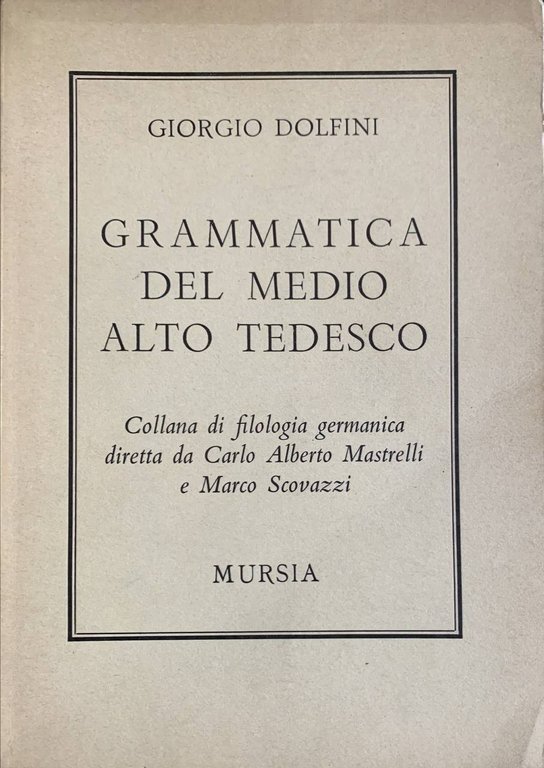 GIORGIO DOLFINI
GRAMMATICA
DEL MEDIO
ALTO TEDESCO
Collana di filologia germanica
diretta da Carlo Alberto Mastrelli
e Marco Scovazzi
MURSIA